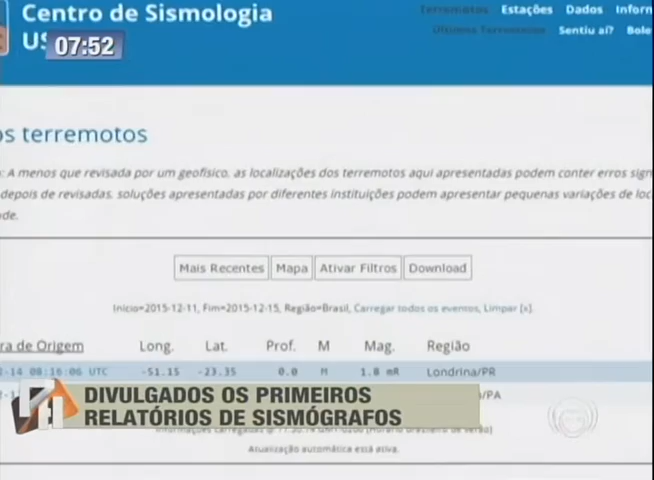 Centro de Sismologia
Terremotos Estações Dados Inform
US
07:52
Últimos Terremotos Sentiu aí? Bole
os terremotos
: A menos que revisada por um geofísico, as localizações dos terremotos aqui apresentadas podem conter erros sign
depois de revisadas, soluções apresentadas por diferentes instituições podem apresentar pequenas variações de loc
de.
Mais Recentes Mapa Ativar Filtros Download
Início=2015-12-11, Fim=2015-12-15, Região=Brasil, Carregar todos os eventos, Limpar [x].
ra de Origem Long. Lat. Prof. M Mag. Região
-14 08:16:06 UTC -51.15 -23.35 0.0 M 1.8 mR Londrina/PR
/PA
DIVULGADOS OS PRIMEIROS
RELATÓRIOS DE SISMÓGRAFOS
Atualização automática está ativa.